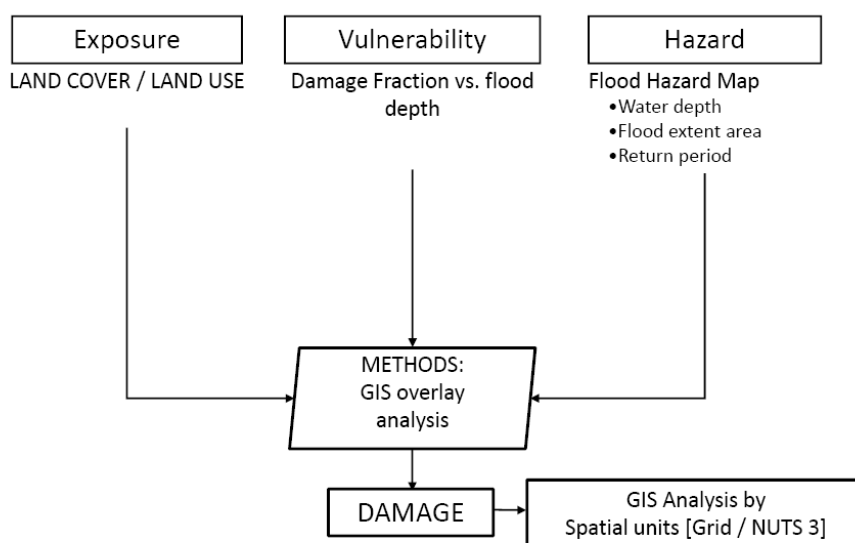 Exposure
LAND COVER / LAND USE
Vulnerability
Damage Fraction vs. flood
depth
Hazard
Flood Hazard Map
•Water depth
•Flood extent area
•Return period
METHODS:
GIS overlay
analysis
DAMAGE
GIS Analysis by
Spatial units [Grid / NUTS 3]